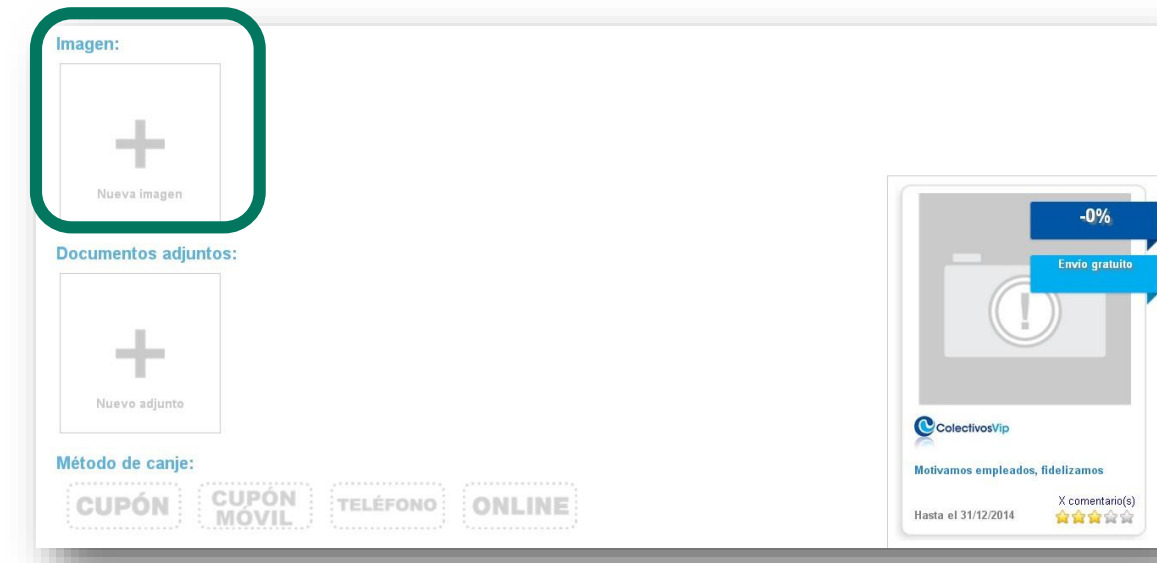 Imagen:
Nueva imagen
Documentos adjuntos:
Nuevo adjunto
Método de canje:
CUPÓN
CUPÓN
MÓVIL
TELÉFONO
ONLINE
-0%
Envío gratuito
ColectivosVip
Motivamos empleados, fidelizamos
X comentario(s)
Hasta el 31/12/2014